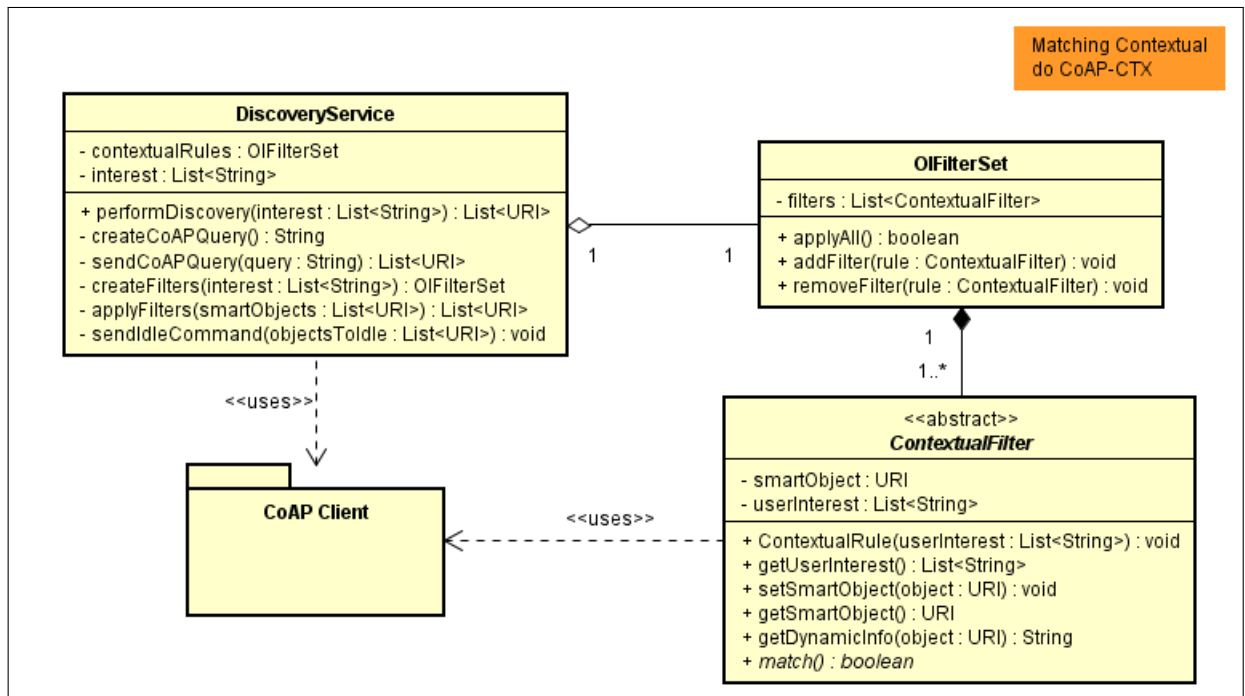 Matching Contextual
do CoAP-CTX
DiscoveryService
- contextualRules : OIFilterSet
- interest : List<String>
+ performDiscovery(interest : List<String>) : List<URI>
- createCoAPQuery() : String
- sendCoAPQuery(query : String) : List<URI>
- createFilters(interest : List<String>) : OIFilterSet
- applyFilters(smartObjects : List<URI>) : List<URI>
- sendIdleCommand(objectsToIdle : List<URI>) : void
1
1
OIFilterSet
- filters : List<ContextualFilter>
+ applyAll() : boolean
+ addFilter(rule : ContextualFilter) : void
+ removeFilter(rule : ContextualFilter) : void
1
1..*
<<uses>>
CoAP Client
<<uses>>
<<abstract>>
ContextualFilter
- smartObject : URI
- userInterest : List<String>
+ ContextualRule(userInterest : List<String>) : void
+ getUserInterest() : List<String>
+ setSmartObject(object : URI) : void
+ getSmartObject() : URI
+ getDynamicInfo(object : URI) : String
+ match() : boolean